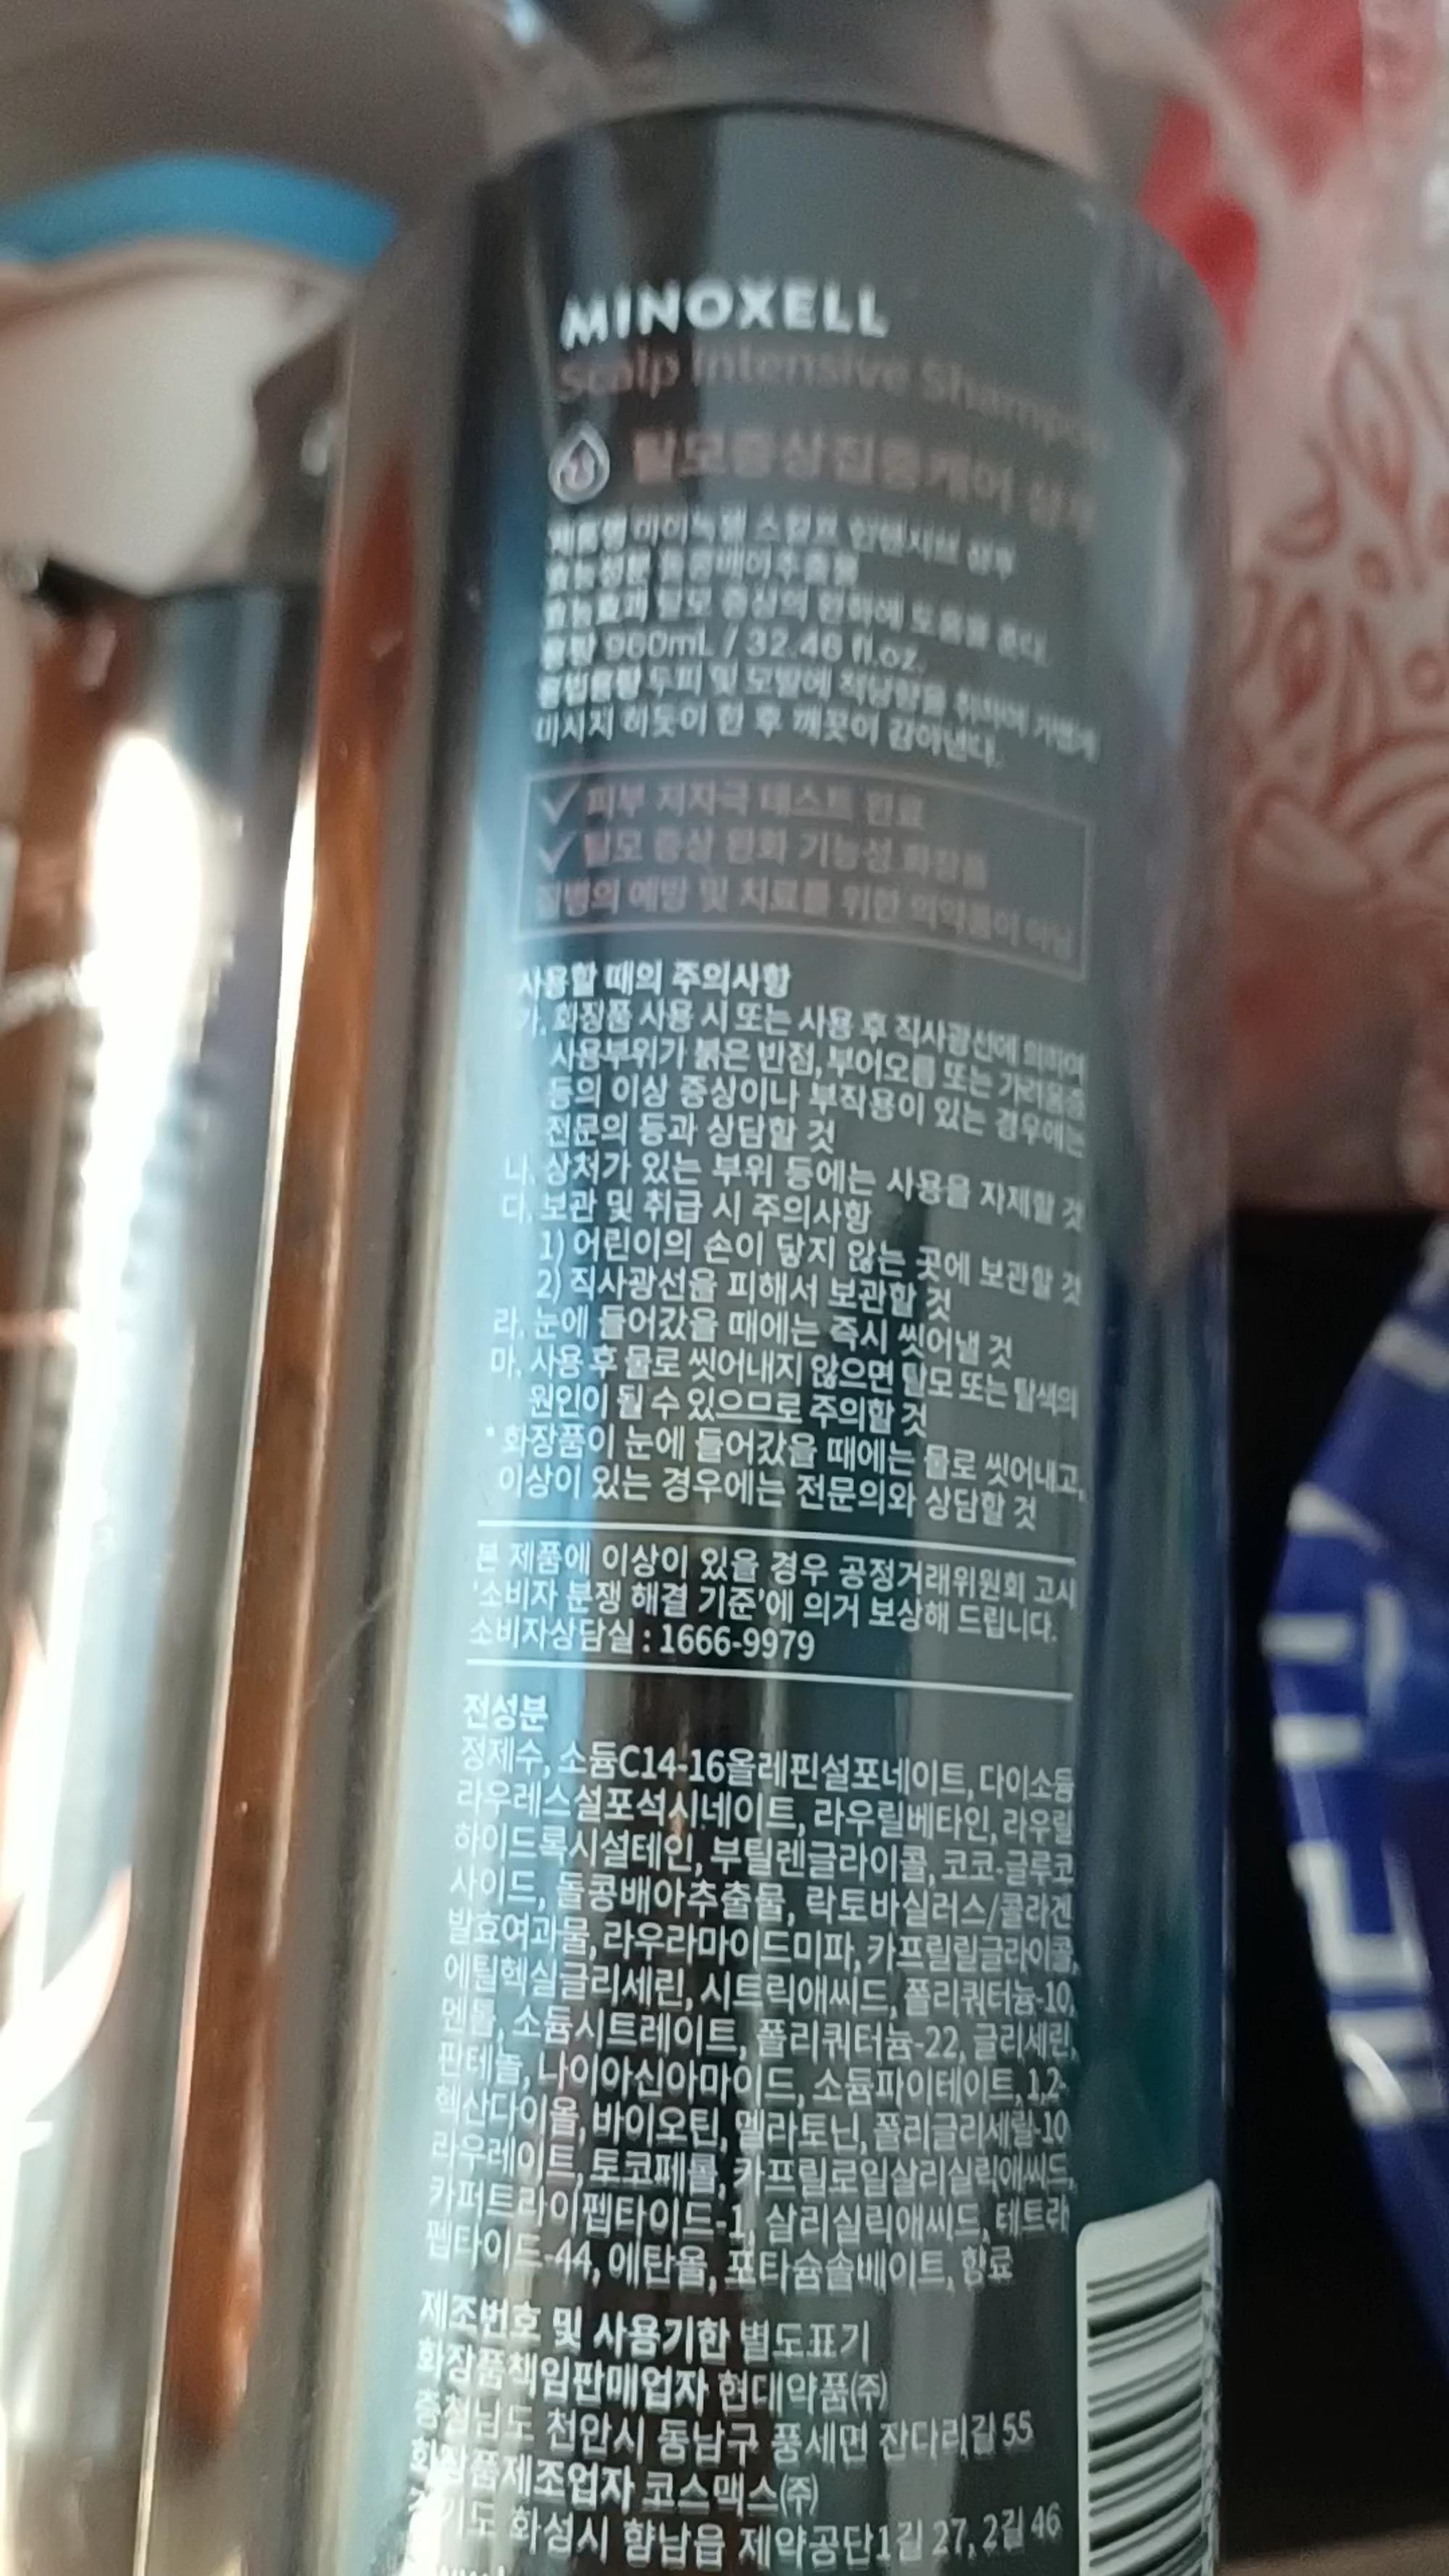 MINOXELL
Scalp Intensive Shampoo
탈모증상집중케어 샴푸
제품명 마이녹셀 스칼프 인텐시브 샴푸
효능성분 돌콩배아추출물
효능효과 탈모 증상의 완화에 도움을 준다.
용량 960mL / 32.46 fl.oz.
용법용량 두피 및 모발에 적당량을 취하여 가볍게
마사지 하듯이 한 후 깨끗이 감아낸다.
✓ 피부 저자극 테스트 완료
✓ 탈모 증상 완화 기능성 화장품
질병의 예방 및 치료를 위한 의약품이 아님
사용할 때의 주의사항
가. 화장품 사용 시 또는 사용 후 직사광선에 의하여
사용부위가 붉은 반점, 부어오름 또는 가려움증
등의 이상 증상이나 부작용이 있는 경우에는
전문의 등과 상담할 것
나. 상처가 있는 부위 등에는 사용을 자제할 것
다. 보관 및 취급 시 주의사항
1) 어린이의 손이 닿지 않는 곳에 보관할 것
2) 직사광선을 피해서 보관할 것
라. 눈에 들어갔을 때에는 즉시 씻어낼 것
마. 사용 후 물로 씻어내지 않으면 탈모 또는 탈색의
원인이 될 수 있으므로 주의할 것
* 화장품이 눈에 들어갔을 때에는 물로 씻어내고,
이상이 있는 경우에는 전문의와 상담할 것
본 제품에 이상이 있을 경우 공정거래위원회 고시
'소비자 분쟁 해결 기준'에 의거 보상해 드립니다.
소비자상담실 : 1666-9979
전성분
정제수, 소듐C14-16올레핀설포네이트, 다이소듐
라우레스설포석시네이트, 라우릴베타인, 라우릴
하이드록시설테인, 부틸렌글라이콜, 코코-글루코
사이드, 돌콩배아추출물, 락토바실러스/콜라겐
발효여과물, 라우라마이드미파, 카프릴릴글라이콜,
에틸헥실글리세린, 시트릭애씨드, 폴리쿼터늄-10,
멘톨, 소듐시트레이트, 폴리쿼터늄-22, 글리세린,
판테놀, 나이아신아마이드, 소듐파이테이트, 1,2-
헥산다이올, 바이오틴, 멜라토닌, 폴리글리세릴-10
라우레이트, 토코페롤, 카프릴로일살리실릭애씨드,
카퍼트라이펩타이드-1, 살리실릭애씨드, 테트라
펩타이드-44, 에탄올, 포타슘솔베이트, 향료
제조번호 및 사용기한 별도표기
화장품책임판매업자 현대약품(주)
충청남도 천안시 동남구 풍세면 잔다리길 55
화장품제조업자 코스맥스(주)
경기도 화성시 향남읍 제약공단1길 27, 2길 46